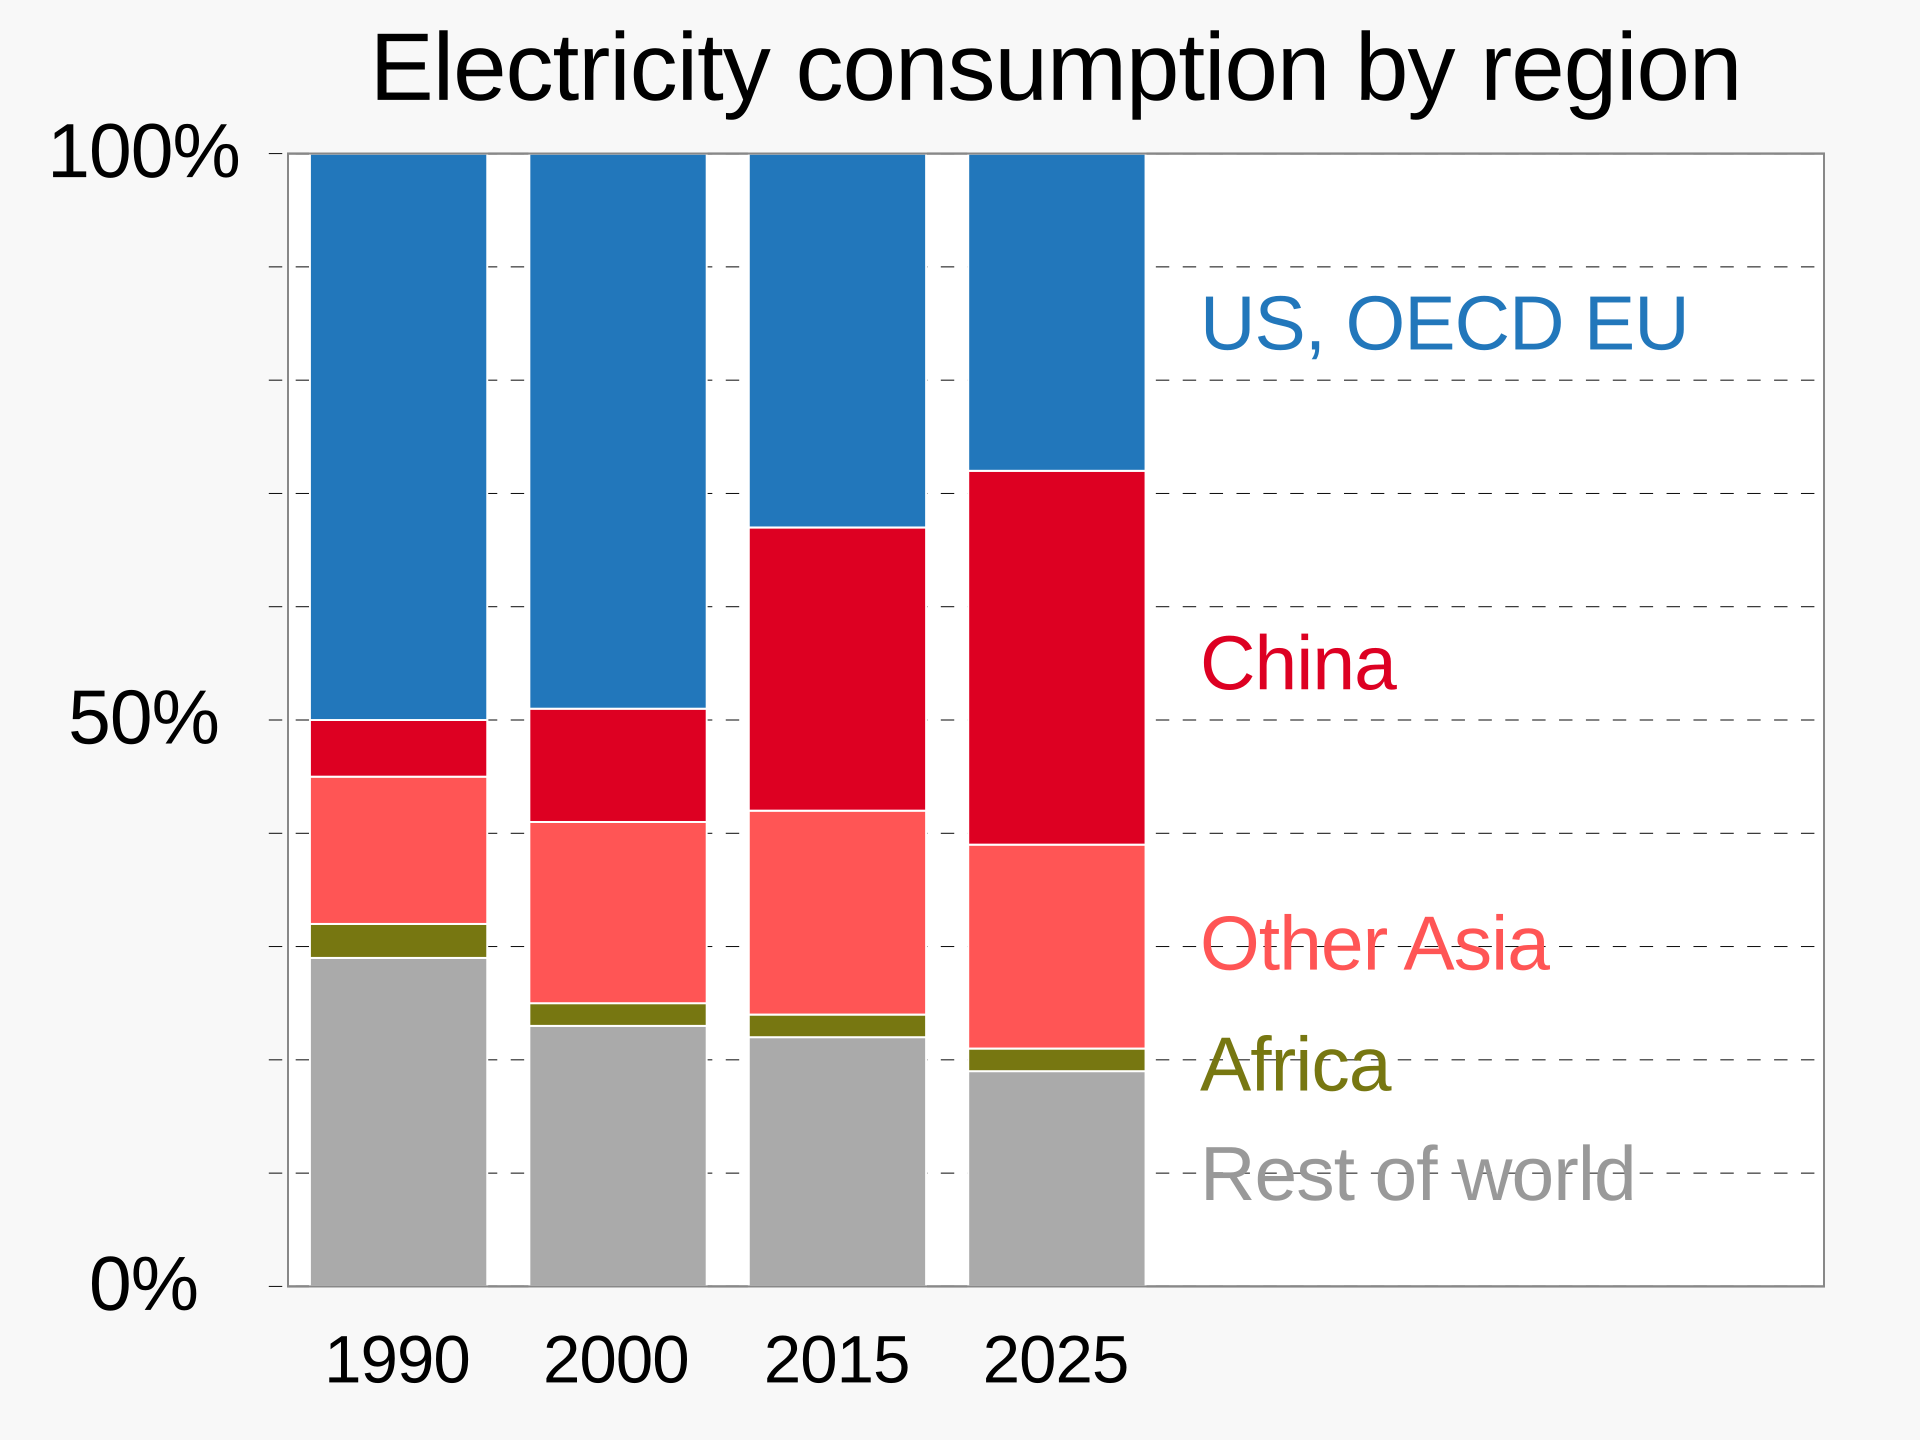 Electricity consumption by region
100%
US, OECD EU
China
50%
Other Asia
Africa
Rest of world
0%
1990 2000 2015 2025